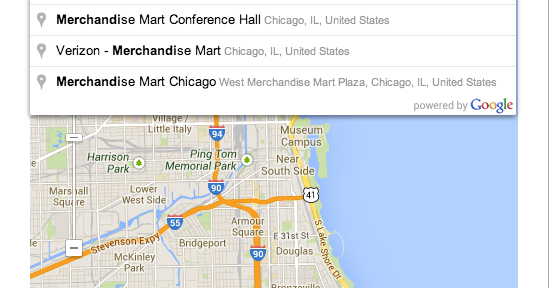 Merchandise Mart Conference Hall Chicago, IL, United States
Verizon - Merchandise Mart Chicago, IL, United States
Merchandise Mart Chicago West Merchandise Mart Plaza, Chicago, IL, United States
powered by Google
Village /
Little Italy
94
Museum
Campus
Harrison
Park
Ping Tom
Memorial Park
Near
South Side
Marshall
Square
Lower
West Side
90
41
55
Armour
Square
Stevenson Expy
Bridgeport
E 31st St
Douglas
S Lake Shore Dr
90
McKinley
Park
Bronzeville